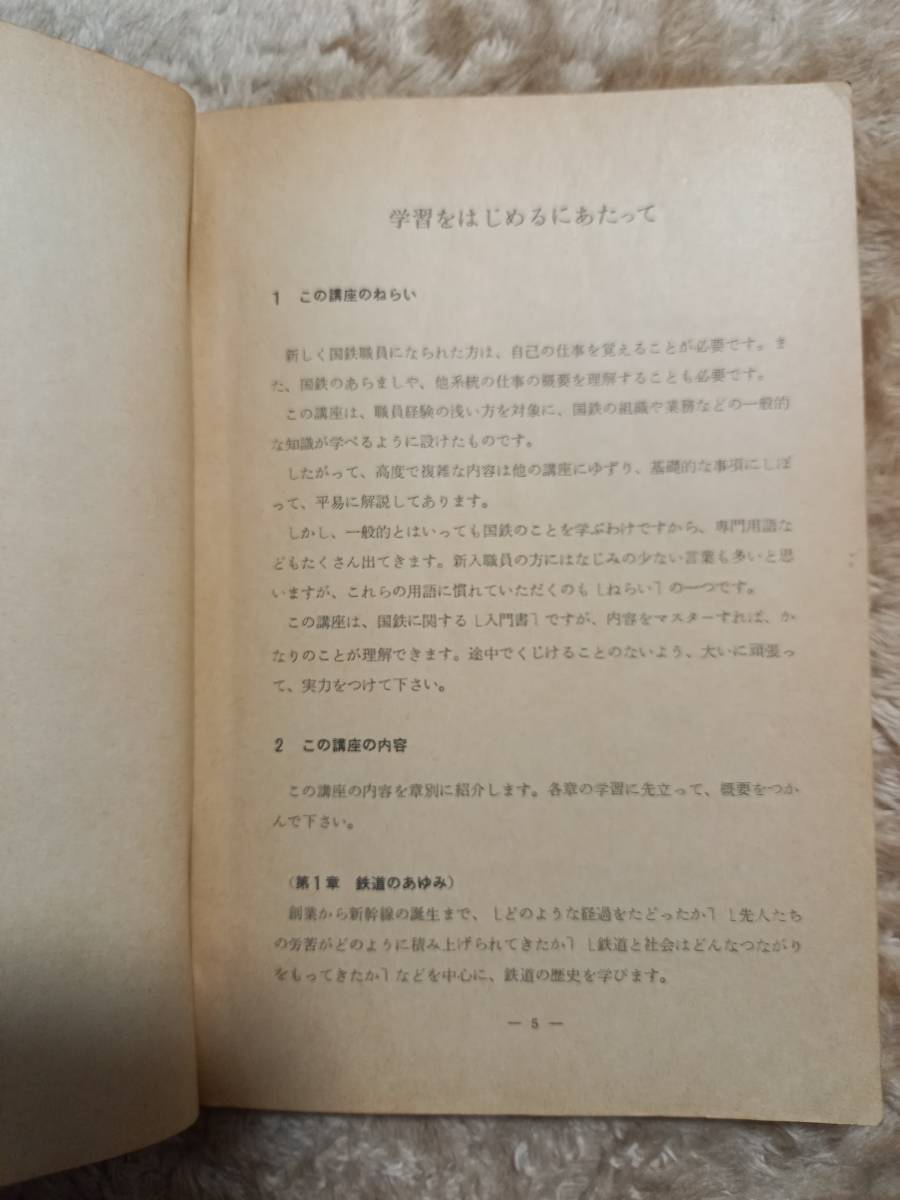 学習をはじめるにあたって
1 この講座のねらい
新しく国鉄職員になられた方は、自己の仕事を覚えることが必要です。ま
た、国鉄のあらましや、他系統の仕事の概要を理解することも必要です。
この講座は、職員経験の浅い方を対象に、国鉄の組織や業務などの一般的
な知識が学べるように設けたものです。
したがって、高度で複雑な内容は他の講座にゆずり、基礎的な事項にしぼ
って、平易に解説してあります。
しかし、一般的とはいっても国鉄のことを学ぶわけですから、専門用語な
どもたくさん出てきます。新入職員の方にはなじみの少ない言葉も多いと思
いますが、これらの用語に慣れていただくのも⌊ねらい⌉の一つです。
この講座は、国鉄に関する⌊入門書⌉ですが、内容をマスターすれば、か
なりのことが理解できます。途中でくじけることのないよう、大いに頑張っ
て、実力をつけて下さい。
2 この講座の内容
この講座の内容を章別に紹介します。各章の学習に先立って、概要をつか
んで下さい。
(第1章 鉄道のあゆみ)
創業から新幹線の誕生まで、⌊どのような経過をたどったか⌉⌊先人たち
の労苦がどのように積み上げられてきたか⌉⌊鉄道と社会はどんなつながり
をもってきたか⌉などを中心に、鉄道の歴史を学びます。
— 5 —